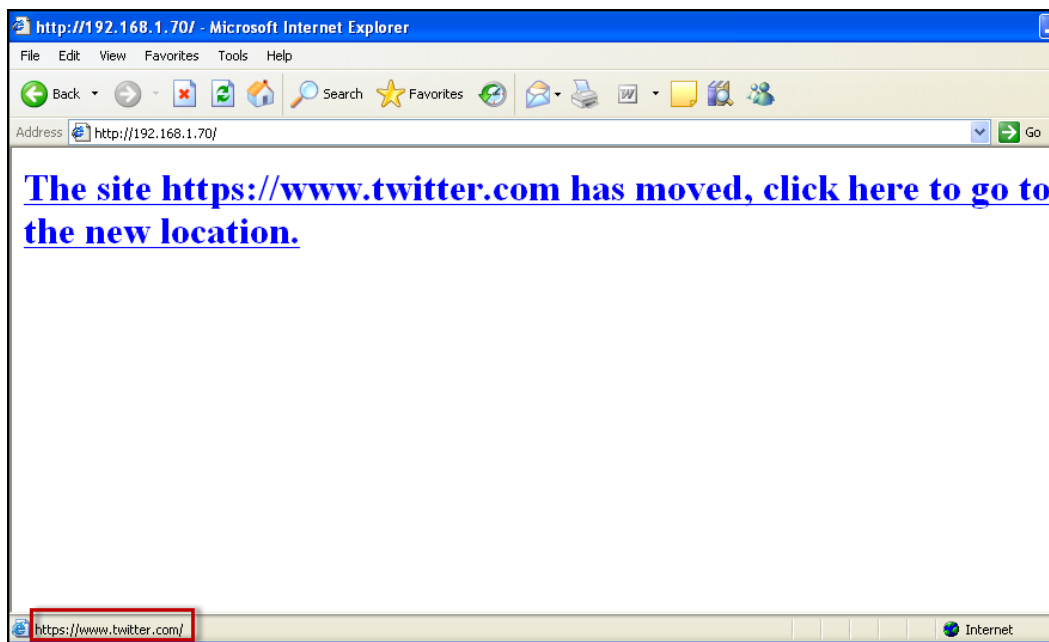 http://192.168.1.70/ - Microsoft Internet Explorer
File Edit View Favorites Tools Help
Back Search Favorites
Address http://192.168.1.70/ Go
The site https://www.twitter.com has moved, click here to go to
the new location.
https://www.twitter.com/ Internet